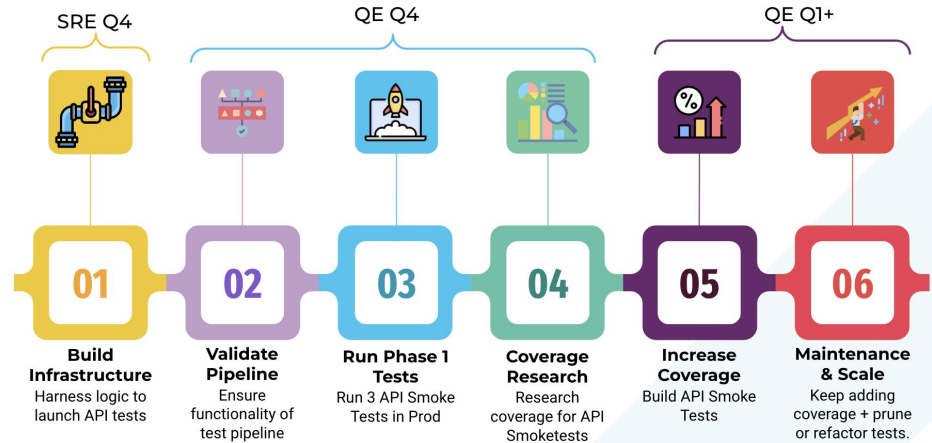 SRE Q4
QE Q4
QE Q1+
%
01
02
03
04
05
06
Build
Infrastructure
Harness logic to
launch API tests
Validate
Pipeline
Ensure
functionality of
test pipeline
Run Phase 1
Tests
Run 3 API Smoke
Tests in Prod
Coverage
Research
Research
coverage for API
Smoketests
Increase
Coverage
Build API Smoke
Tests
Maintenance
& Scale
Keep adding
coverage + prune
or refactor tests.